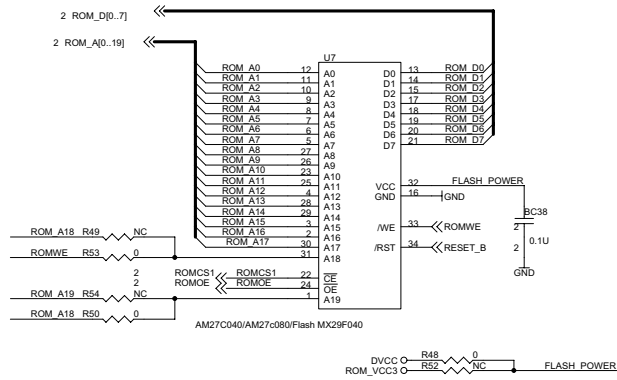 2 ROM_D[0..7]
2 ROM_A[0..19]
U7
ROM_A0 12 A0 D0 13 ROM_D0
ROM_A1 11 A1 D1 14 ROM_D1
ROM_A2 10 A2 D2 15 ROM_D2
ROM_A3 9 A3 D3 17 ROM_D3
ROM_A4 8 A4 D4 18 ROM_D4
ROM_A5 7 A5 D5 19 ROM_D5
ROM_A6 6 A6 D6 20 ROM_D6
ROM_A7 5 A7 D7 21 ROM_D7
ROM_A8 27 A8
ROM_A9 26 A9
ROM_A10 23 A10
ROM_A11 25 A11 VCC 32 FLASH_POWER
ROM_A12 4 A12 GND 16 GND
ROM_A13 28 A13
ROM_A14 29 A14 BC38
ROM_A15 3 A15 /WE 33 ROMWE 2
ROM_A16 2 A16 0.1U
ROM_A17 30 A17 /RST 34 RESET_B 2
ROM_A18 R49 NC
ROMWE R53 0 31 A18
GND
2 ROMCS1 ROMCS1 22 CE
2 ROMOE ROMOE 24 OE
ROM_A19 R54 NC 1 A19
ROM_A18 R50 0
AM27C040/AM27c080/Flash MX29F040
DVCC R48 0
ROM_VCC3 R52 NC FLASH_POWER